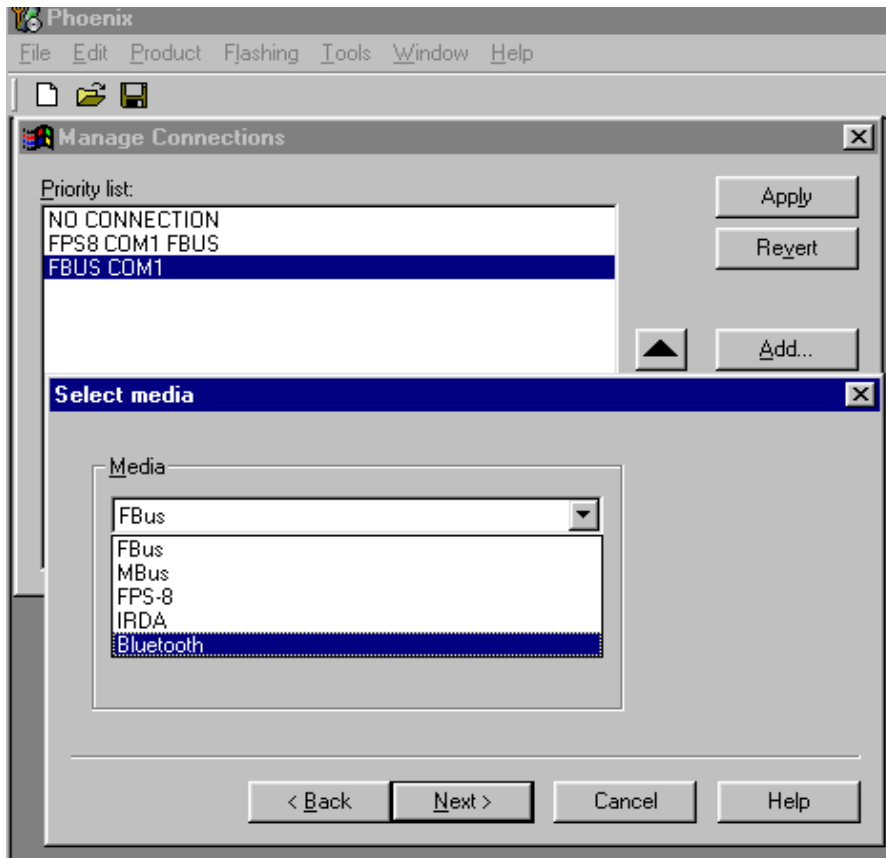 Phoenix
File Edit Product Flashing Tools Window Help
Manage Connections
Priority list:
Apply
NO CONNECTION
FPS8 COM1 FBUS
Revert
FBUS COM1
Add...
Select media
Media
FBus
FBus
MBus
FPS-8
IRDA
Bluetooth
< Back Next > Cancel Help